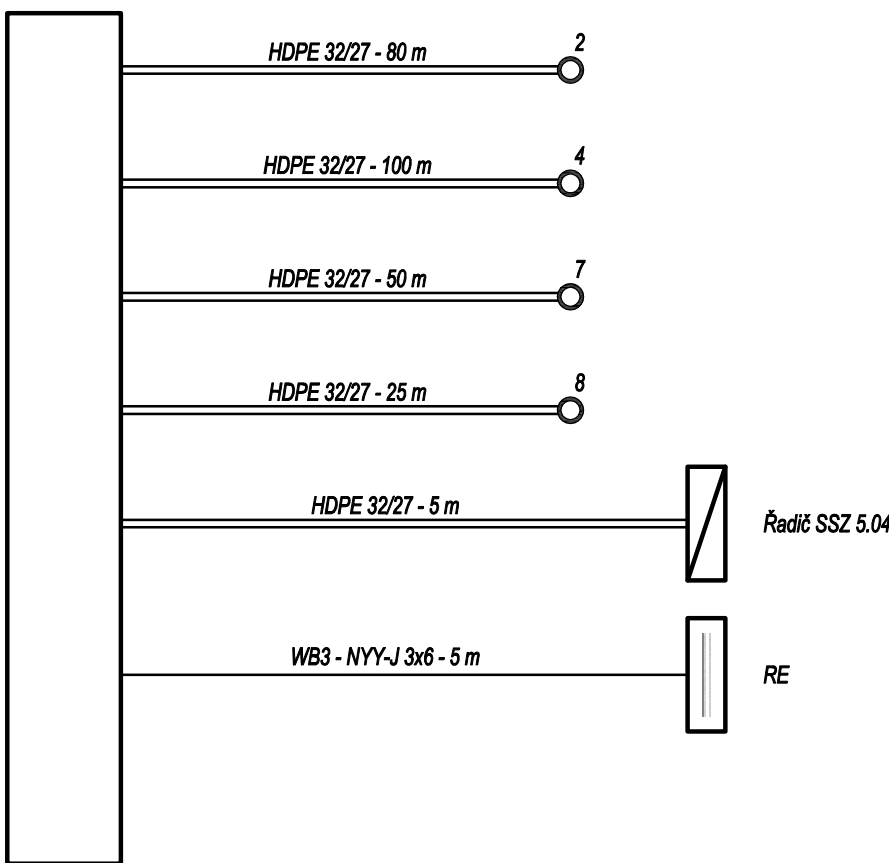 HDPE 32/27 - 80 m
2
HDPE 32/27 - 100 m
4
HDPE 32/27 - 50 m
7
HDPE 32/27 - 25 m
8
HDPE 32/27 - 5 m
Řadič SSZ 5.04
WB3 - NYY-J 3x6 - 5 m
RE